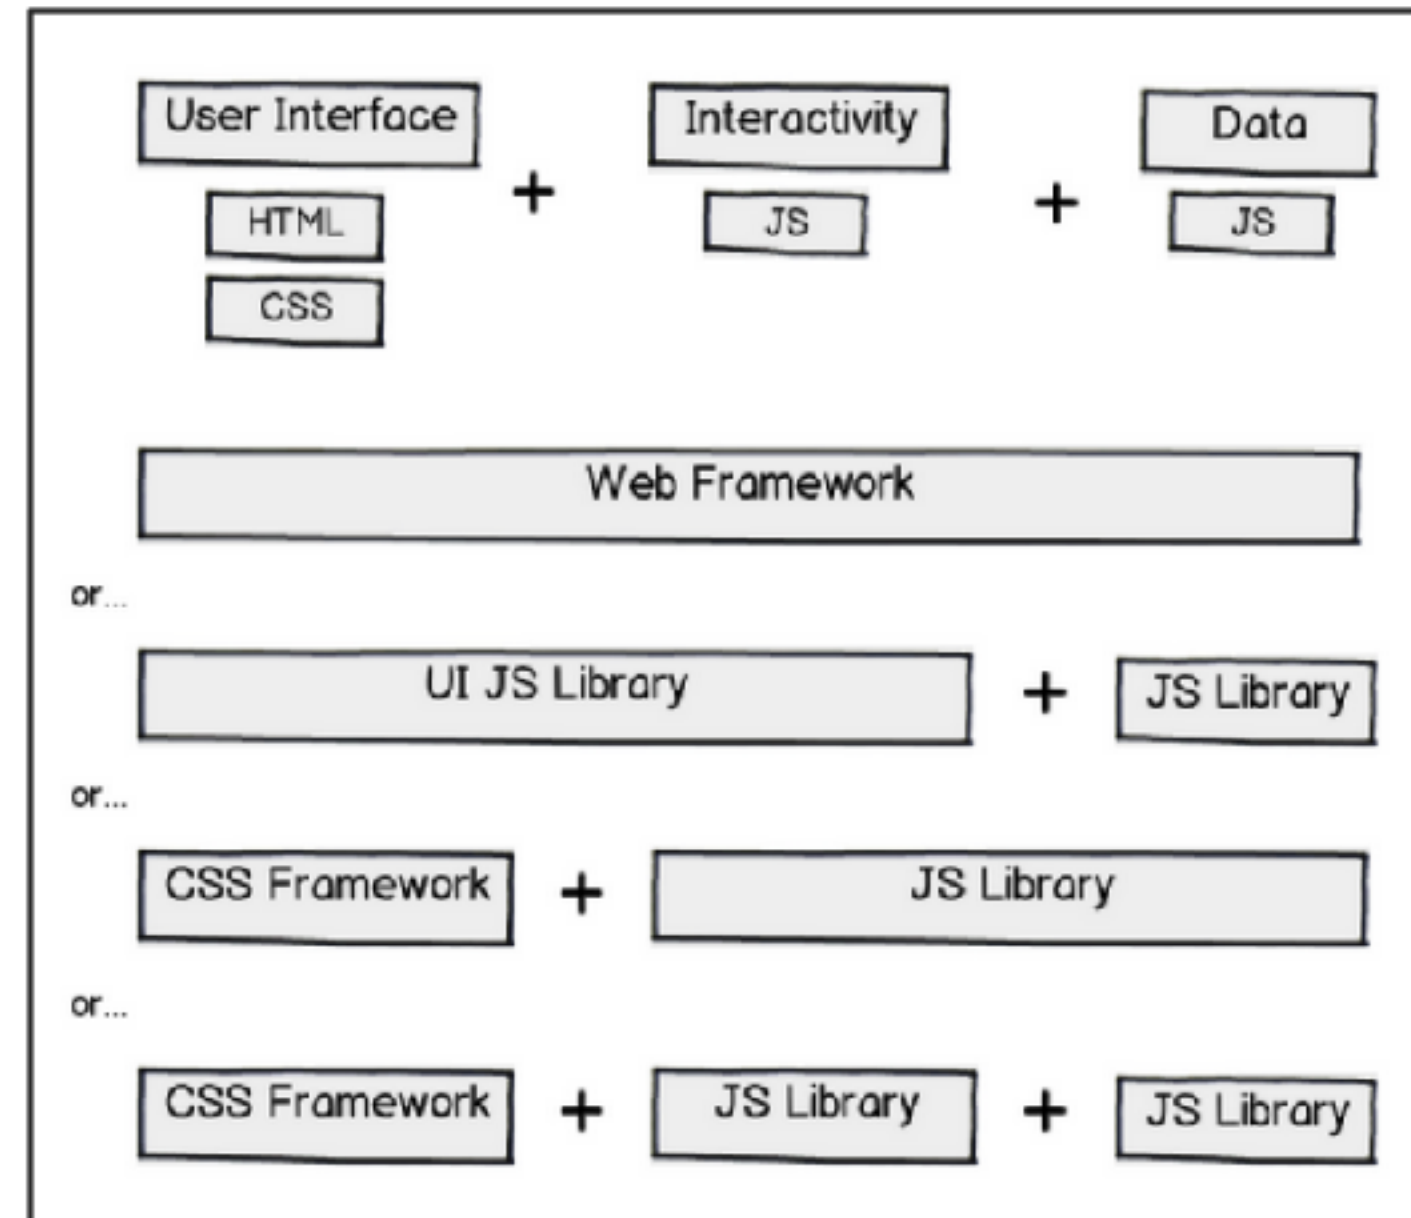 User Interface
Interactivity
Data
+
+
HTML
JS
JS
CSS
Web Framework
or...
UI JS Library + JS Library
or...
CSS Framework + JS Library
or...
CSS Framework + JS Library + JS Library